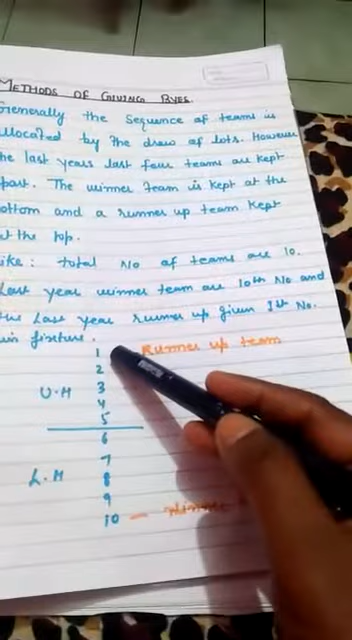 METHODS OF GIVING BYES.
Generally the sequence of teams is
allocated by the draw of lots. However
the last years last four teams are kept
apart. The winner team is kept at the
bottom and a runner up team kept
at the top.
like: total No of teams are 10.
Last year winner team are 10th No and
the Last year runner up given 1st No.
in fixture.
1 Runner up team
2
U.H 3
4
5
6
7
L.H 8
9
10 - Winne